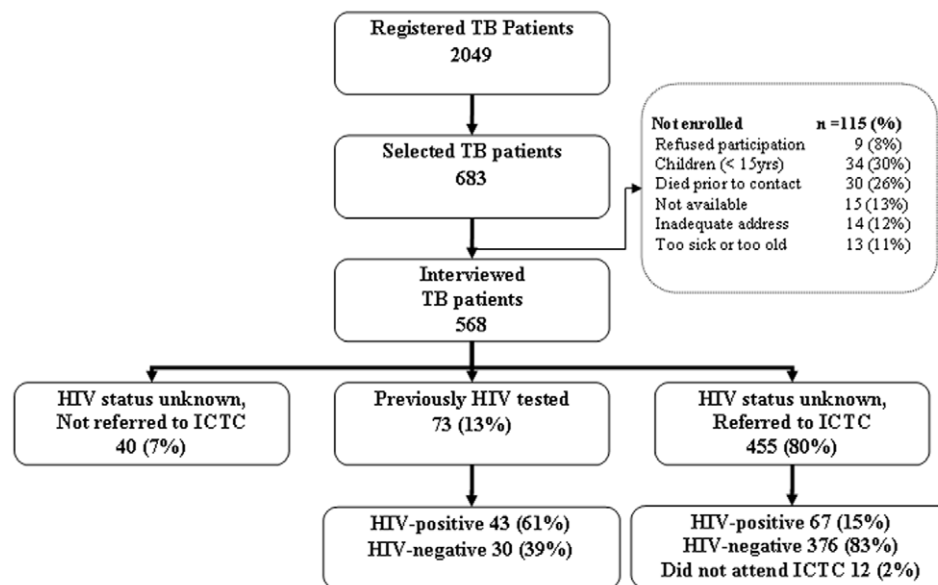 Registered TB Patients
2049
Not enrolled n =115 (%)
Refused participation 9 (8%)
Children (< 15yrs) 34 (30%)
Died prior to contact 30 (26%)
Not available 15 (13%)
Inadequate address 14 (12%)
Too sick or too old 13 (11%)
Selected TB patients
683
Interviewed
TB patients
568
HIV status unknown,
Not referred to ICTC
40 (7%)
Previously HIV tested
73 (13%)
HIV status unknown,
Referred to ICTC
455 (80%)
HIV-positive 43 (61%)
HIV-negative 30 (39%)
HIV-positive 67 (15%)
HIV-negative 376 (83%)
Did not attend ICTC 12 (2%)